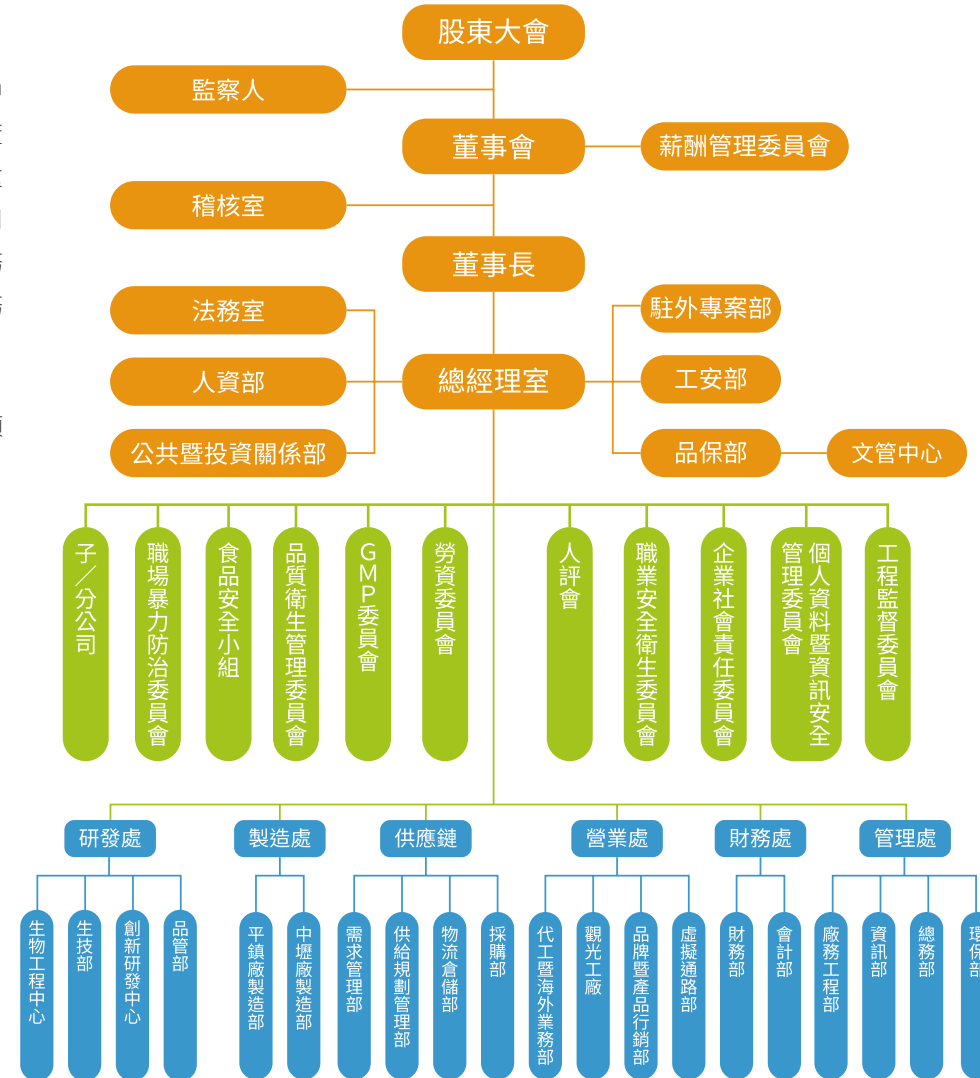 股東大會
監察人
董事會
薪酬管理委員會
稽核室
董事長
法務室
駐外專案部
人資部
總經理室
工安部
公共暨投資關係部
品保部
文管中心
子／分公司
職場暴力防治委員會
食品安全小組
品質衛生管理委員會
GMP委員會
勞資委員會
人評會
職業安全衛生委員會
企業社會責任委員會
個人資料暨資訊安全
管理委員會
工程監督委員會
研發處
製造處
供應鏈
營業處
財務處
管理處
生物工程中心
生技部
創新研發中心
品管部
平鎮廠製造部
中壢廠製造部
需求管理部
供給規劃管理部
物流倉儲部
採購部
代工暨海外業務部
觀光工廠
品牌暨產品行銷部
虛擬通路部
財務部
會計部
廠務工程部
資訊部
總務部
環保部